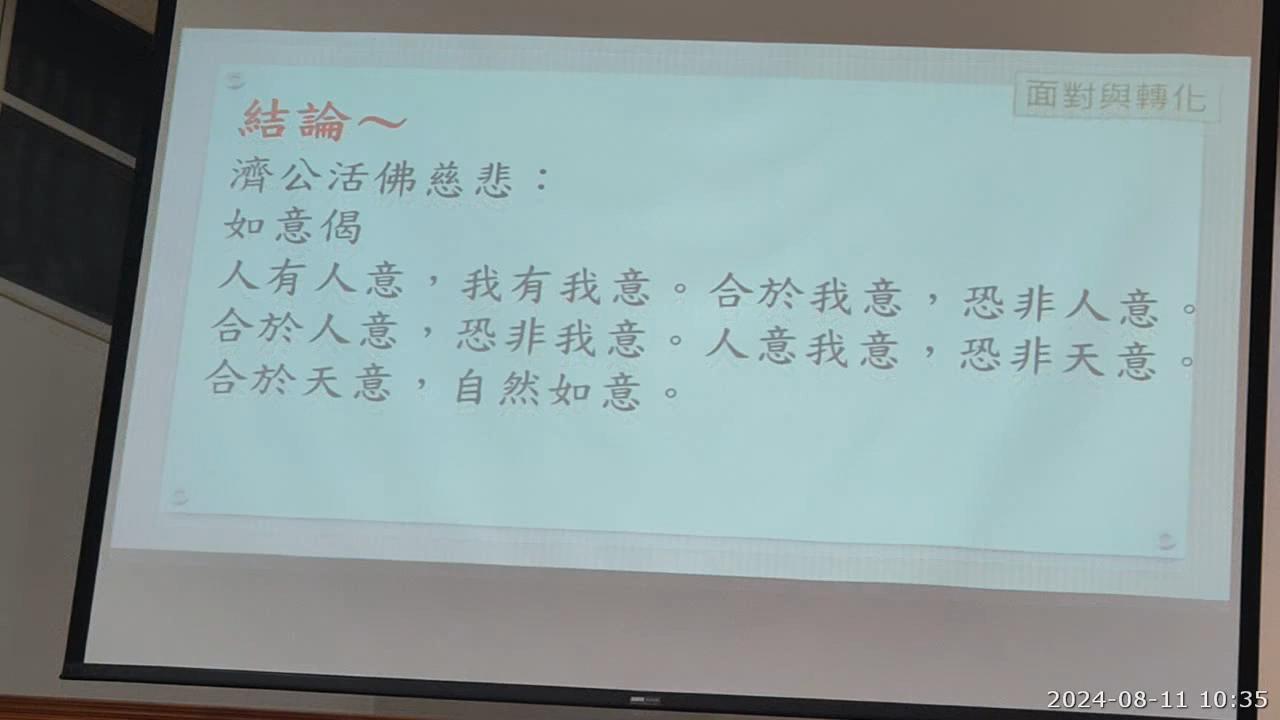 面對與轉化
結論～
濟公活佛慈悲：
如意偈
人有人意，我有我意。合於我意，恐非人意。
合於人意，恐非我意。人意我意，恐非天意。
合於天意，自然如意。
2024-08-11 10:35